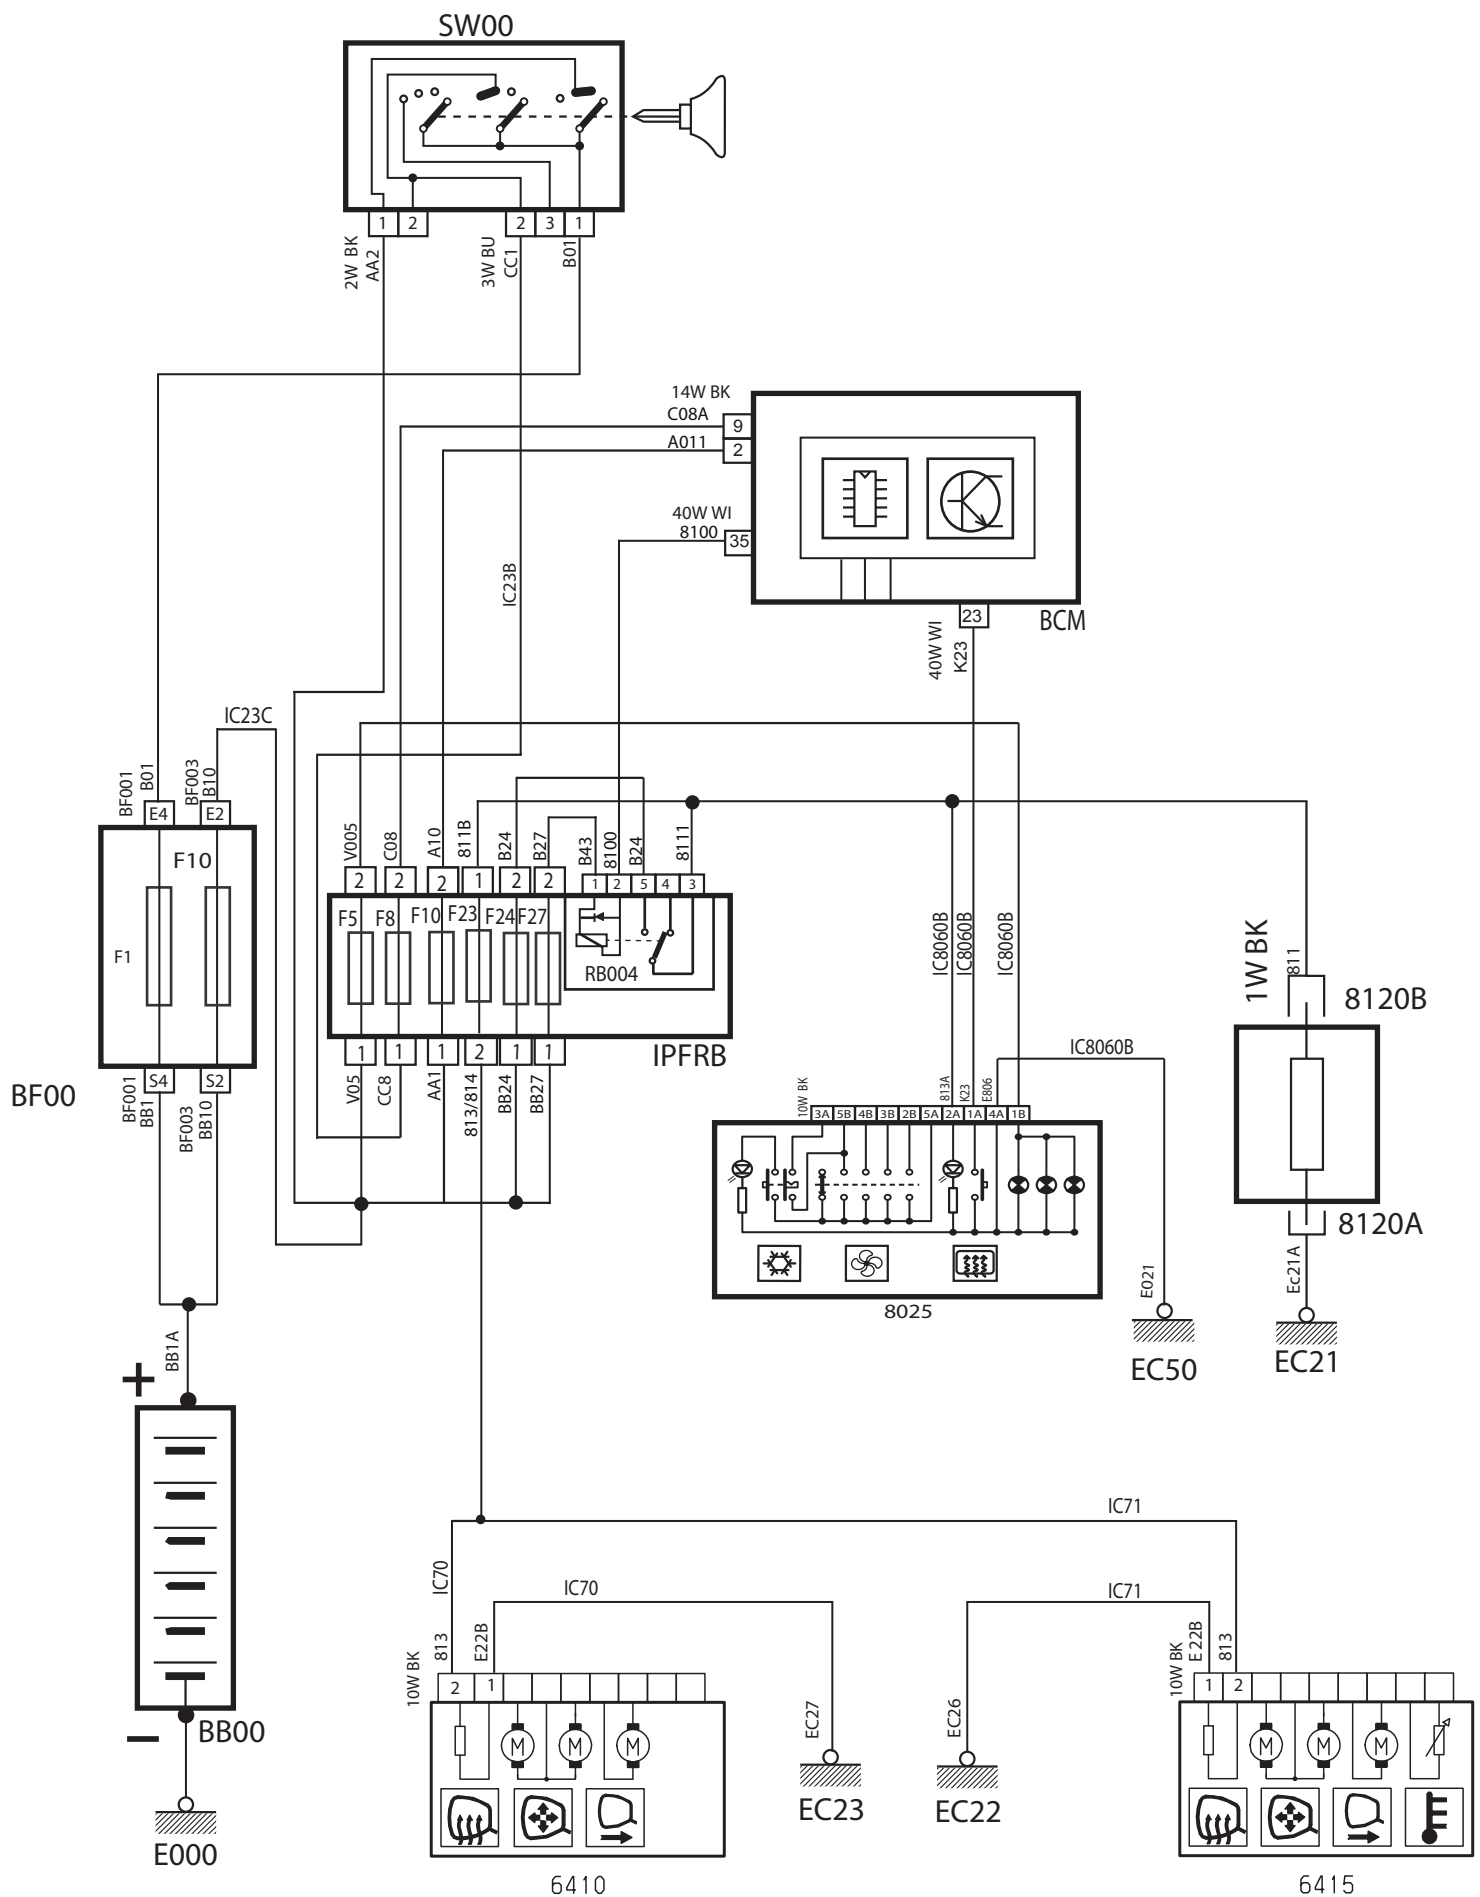 SW00
1 2 2 3 1
2W BK
AA2
3W BU
CC1
B01
14W BK
C08A
9
A011
2
40W WI
8100
35
IC23B
23
BCM
40W WI
K23
IC23C
BF001
B01
BF003
B10
E4 E2
V005
C08
A10
811B
B24
B27
B43
8100
B24
8111
2 2 2 1 2 2 1 2 5 4 3
F10
F1
F5 F8 F10 F23 F24 F27
RB004
IC8060B
IC8060B
IC8060B
1W BK
811
8120B
IPFRB
1 1 1 2 1 1
S4 S2
BF00
BF001
BB1
BF003
BB10
V05
CC8
AA1
813/814
BB24
BB27
IC8060B
10W BK
813A
K23
E806
3A 5B 4B 3B 2B 5A 2A 1A 4A 1B
8120A
Ec21A
E021
8025
EC50
EC21
BB1A
+
IC71
IC70
IC70
IC71
10W BK
813
E22B
10W BK
E 22B
813
2 1
1 2
EC27
EC26
M M M
M M M
–
BB00
EC23
EC22
E000
6410
6415